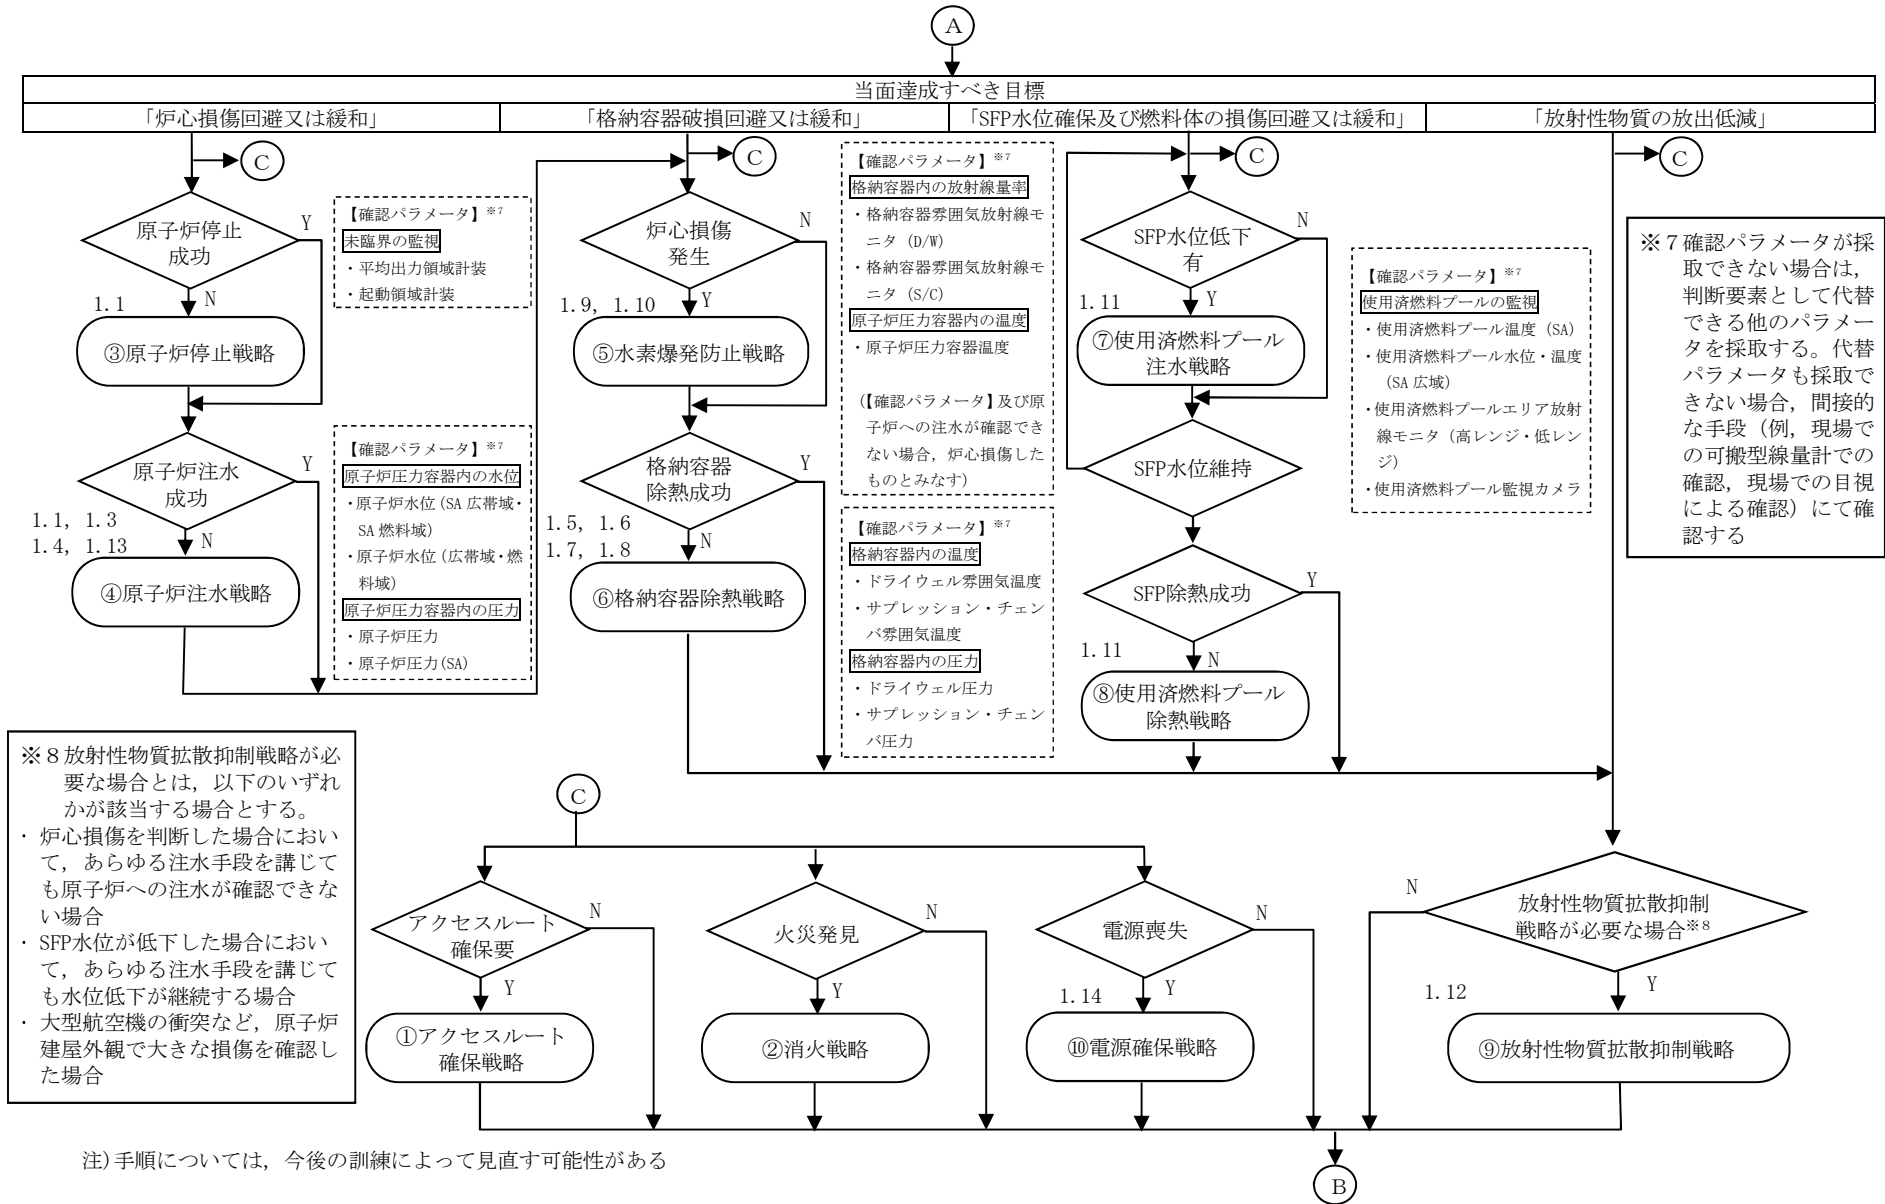 A
当面達成すべき目標
「炉心損傷回避又は緩和」
「格納容器破損回避又は緩和」
「SFP水位確保及び燃料体の損傷回避又は緩和」
「放射性物質の放出低減」
C
原子炉停止
成功
Y
N
1.1
③原子炉停止戦略
【確認パラメータ】※7
未臨界の監視
・平均出力領域計装
・起動領域計装
原子炉注水
成功
Y
N
1.1, 1.3
1.4, 1.13
④原子炉注水戦略
【確認パラメータ】※7
原子炉圧力容器内の水位
・原子炉水位(SA 広帯域・
SA 燃料域)
・原子炉水位(広帯域・燃
料域)
原子炉圧力容器内の圧力
・原子炉圧力
・原子炉圧力(SA)
C
炉心損傷
発生
N
Y
1.9, 1.10
⑤水素爆発防止戦略
格納容器
除熱成功
Y
N
1.5, 1.6
1.7, 1.8
⑥格納容器除熱戦略
【確認パラメータ】※7
格納容器内の放射線量率
・格納容器雰囲気放射線モ
ニタ (D/W)
・格納容器雰囲気放射線モ
ニタ (S/C)
原子炉圧力容器内の温度
・原子炉圧力容器温度
(【確認パラメータ】及び原
子炉への注水が確認でき
ない場合，炉心損傷した
ものとみなす)
【確認パラメータ】※7
格納容器内の温度
・ドライウェル雰囲気温度
・サプレッション・チェン
バ雰囲気温度
格納容器内の圧力
・ドライウェル圧力
・サプレッション・チェン
バ圧力
C
SFP水位低下
有
N
Y
1.11
⑦使用済燃料プール
注水戦略
SFP水位維持
SFP除熱成功
Y
N
1.11
⑧使用済燃料プール
除熱戦略
【確認パラメータ】※7
使用済燃料プールの監視
・使用済燃料プール温度 (SA)
・使用済燃料プール水位・温度
(SA 広域)
・使用済燃料プールエリア放射
線モニタ（高レンジ・低レン
ジ）
・使用済燃料プール監視カメラ
C
※７確認パラメータが採
取できない場合は，
判断要素として代替
できる他のパラメー
タを採取する。代替
パラメータも採取で
きない場合，間接的
な手段（例，現場で
の可搬型線量計での
確認，現場での目視
による確認）にて確
認する
※８放射性物質拡散抑制戦略が必
要な場合とは，以下のいずれ
かが該当する場合とする。
・ 炉心損傷を判断した場合におい
て，あらゆる注水手段を講じて
も原子炉への注水が確認できな
い場合
・ SFP水位が低下した場合におい
て，あらゆる注水手段を講じて
も水位低下が継続する場合
・ 大型航空機の衝突など，原子炉
建屋外観で大きな損傷を確認し
た場合
C
アクセスルート
確保要
N
Y
①アクセスルート
確保戦略
火災発見
N
Y
②消火戦略
電源喪失
N
Y
1.14
⑩電源確保戦略
放射性物質拡散抑制
戦略が必要な場合※8
N
Y
1.12
⑨放射性物質拡散抑制戦略
注)手順については，今後の訓練によって見直す可能性がある
B